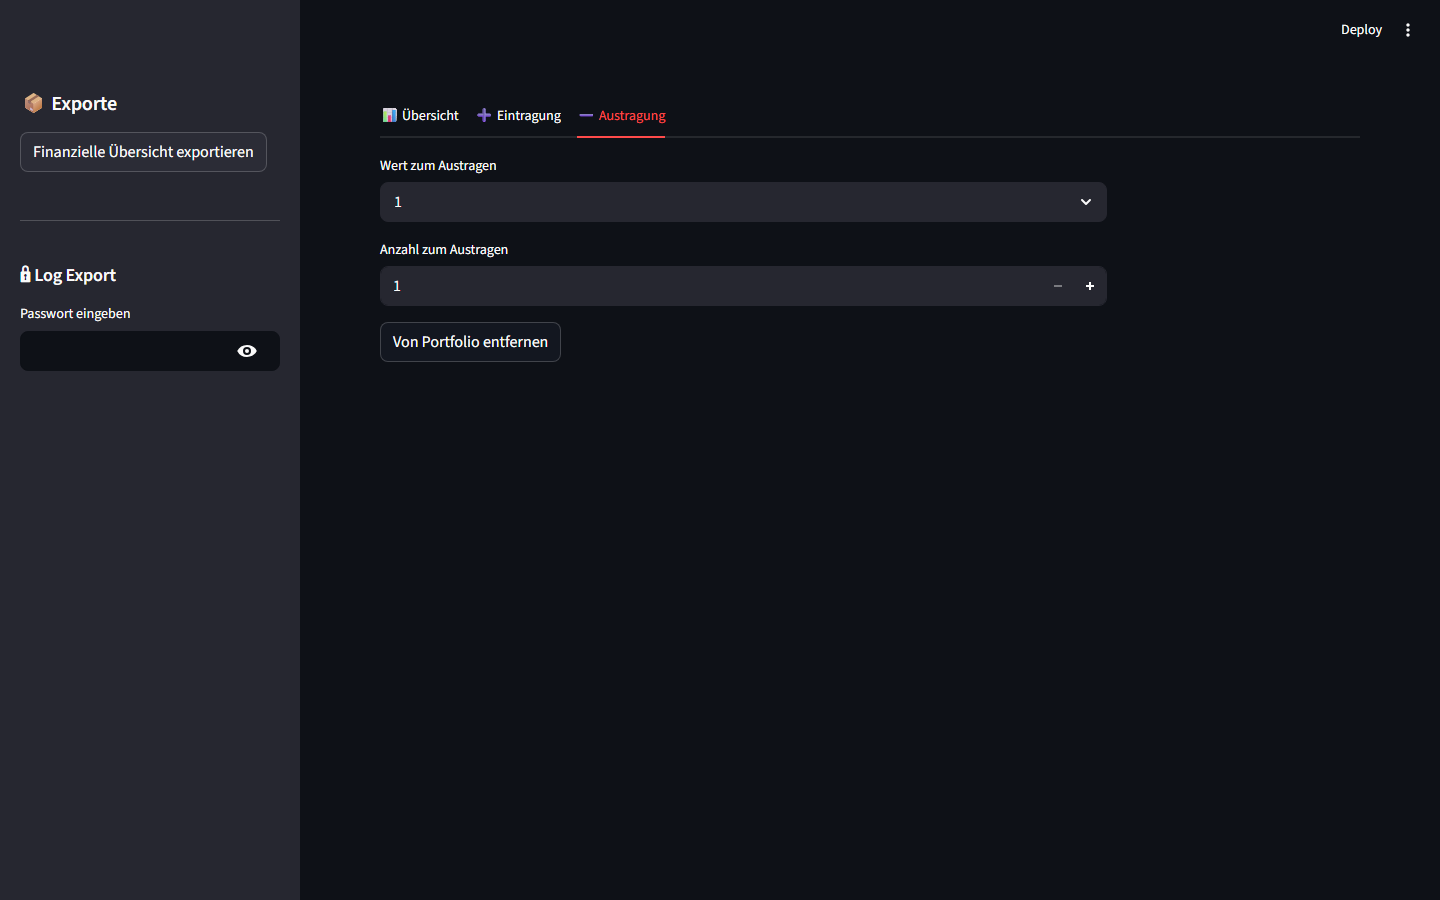 Deploy
Exporte
Finanzielle Übersicht exportieren
Log Export
Passwort eingeben
Übersicht
Eintragung
Austragung
Wert zum Austragen
1
Anzahl zum Austragen
1
Von Portfolio entfernen